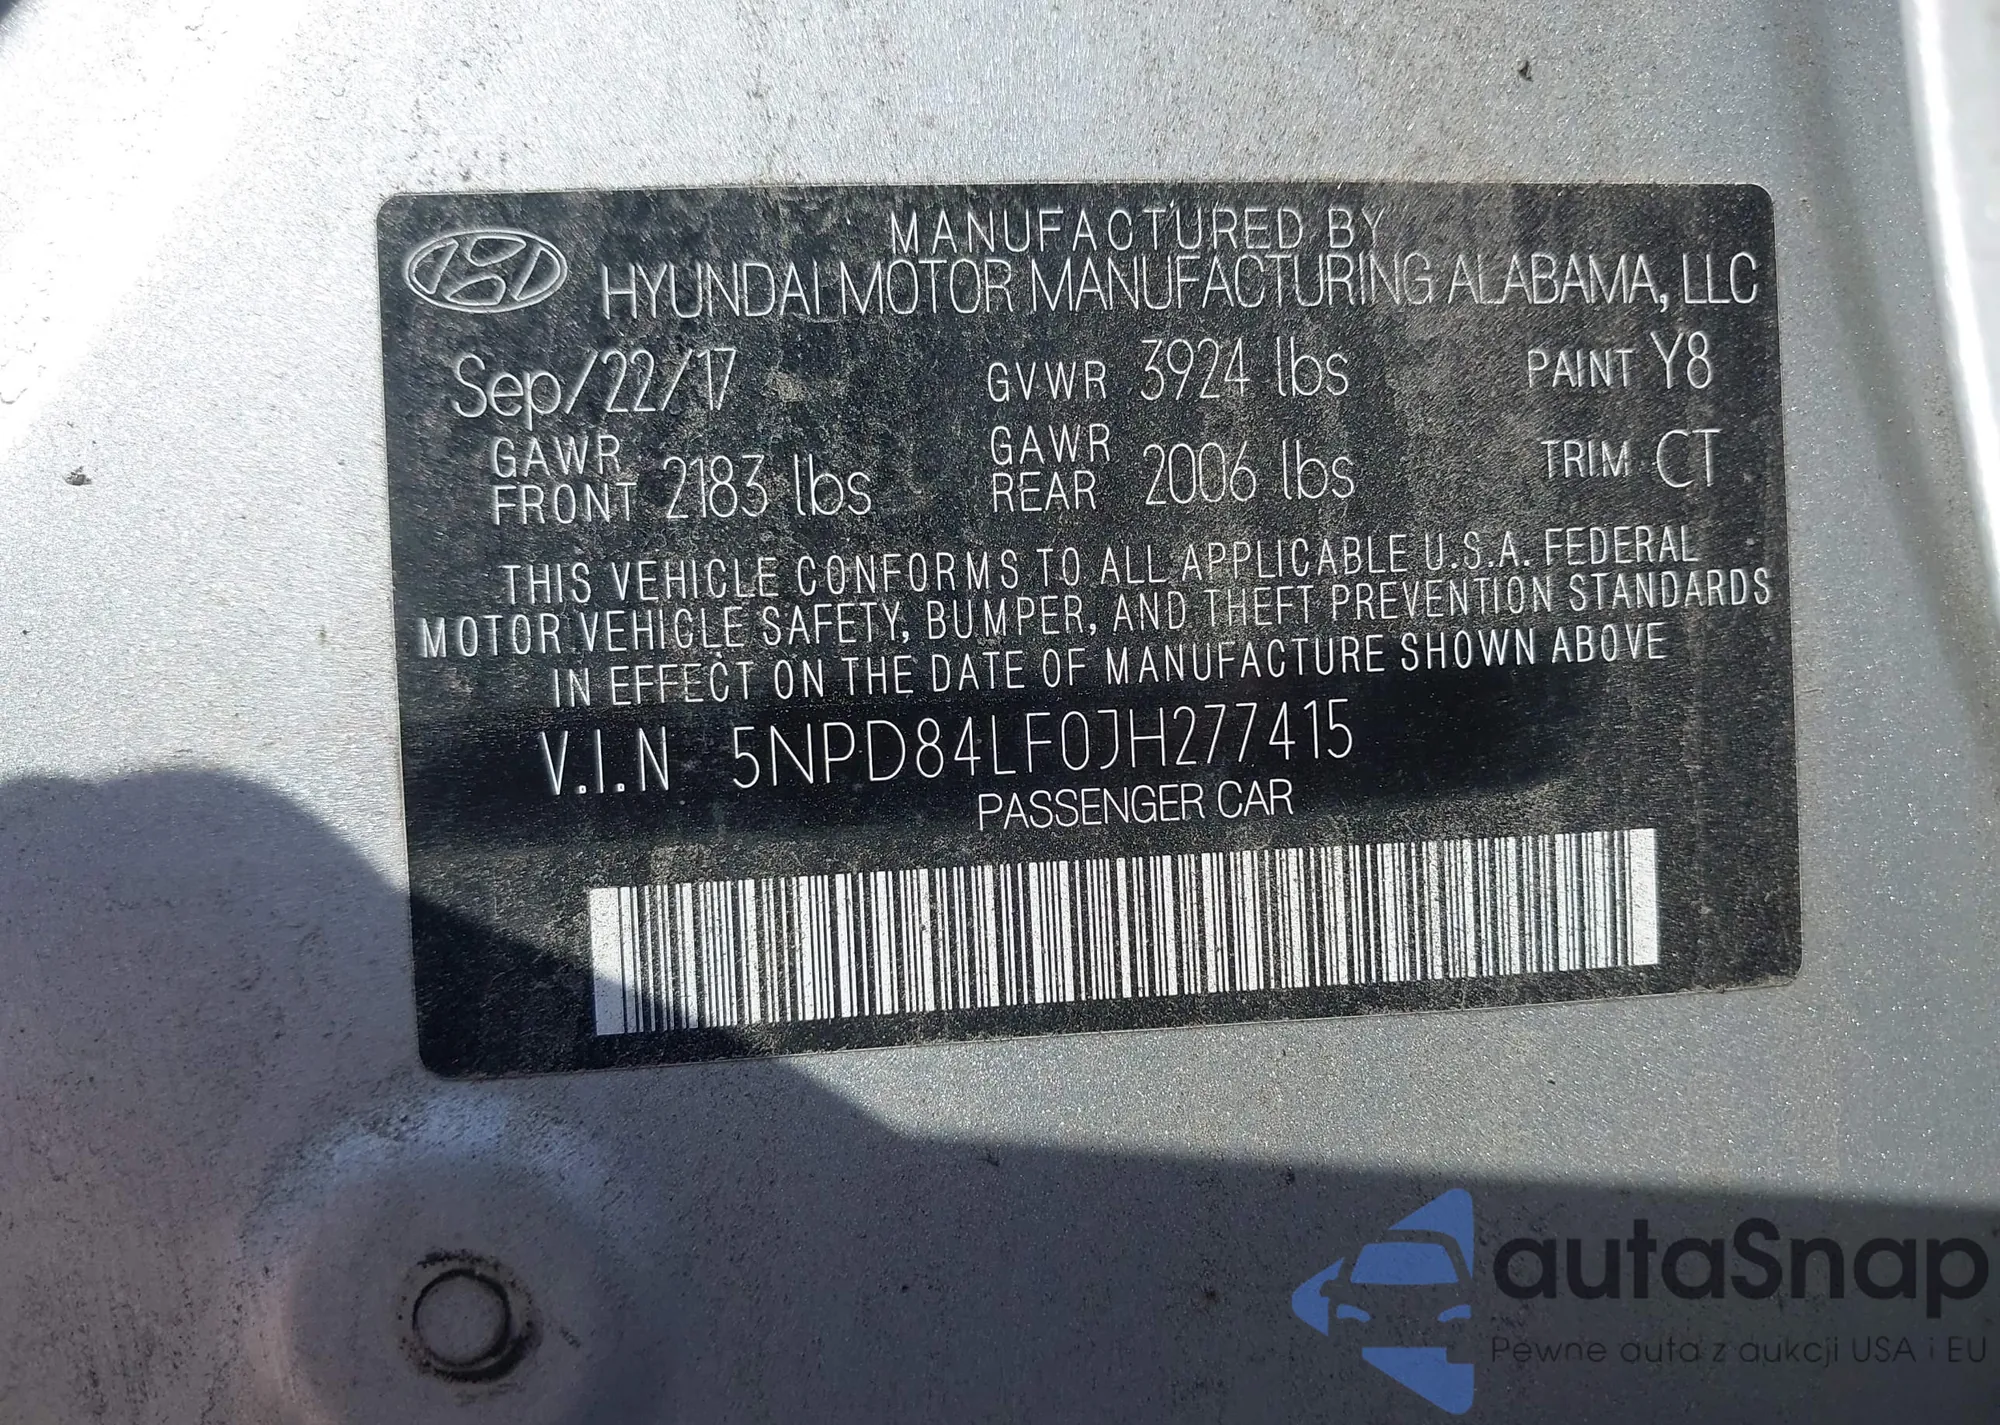 MANUFACTURED BY
HYUNDAI MOTOR MANUFACTURING ALABAMA, LLC
Sep/22/17 GVWR 3924 lbs PAINT Y8
GAWR FRONT 2183 lbs GAWR REAR 2006 lbs TRIM CT
THIS VEHICLE CONFORMS TO ALL APPLICABLE U.S.A. FEDERAL
MOTOR VEHICLE SAFETY, BUMPER, AND THEFT PREVENTION STANDARDS
IN EFFECT ON THE DATE OF MANUFACTURE SHOWN ABOVE
V.I.N 5NPD84LF0JH277415
PASSENGER CAR
autaSnap
Pewne auta z aukcji USA i EU